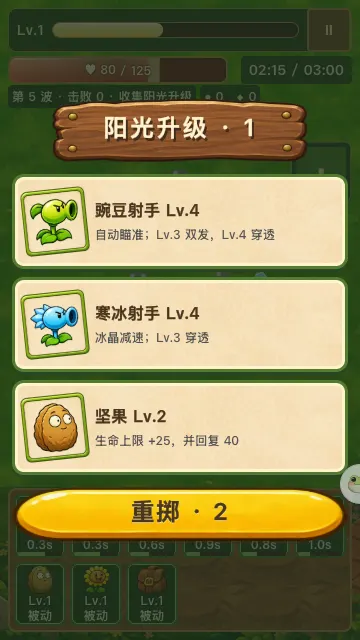 Lv.1
II
80 / 125
02:15 / 03:00
第 5 波 · 击败 0 · 收集阳光升级
0
0
阳光升级 · 1
豌豆射手 Lv.4
自动瞄准；Lv.3 双发，Lv.4 穿透
寒冰射手 Lv.4
冰晶减速；Lv.3 穿透
坚果 Lv.2
生命上限 +25，并回复 40
重掷 · 2
0.3s 0.3s 0.6s 0.9s 0.8s 1.0s
Lv.1 Lv.1 Lv.1
被动 被动 被动